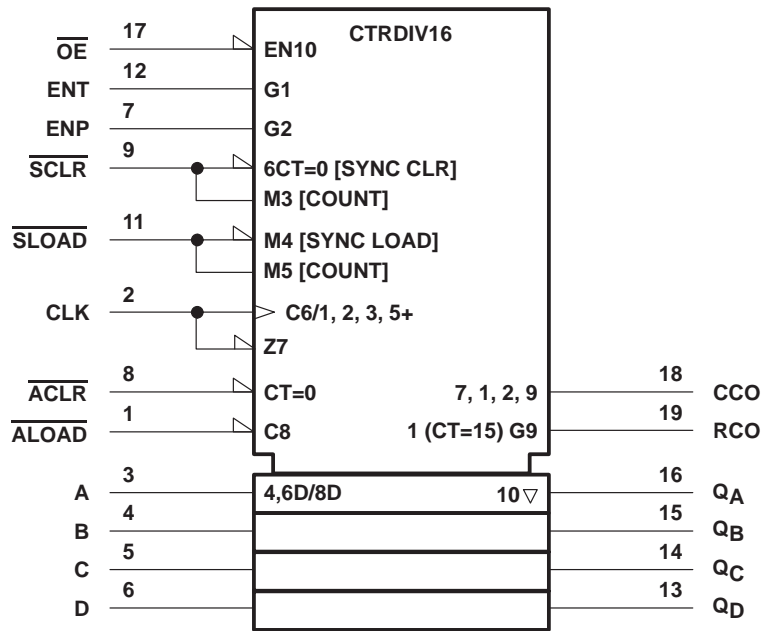 CTRDIV16
17
OE
EN10
12
ENT
G1
7
ENP
G2
9
SCLR
6CT=0 [SYNC CLR]
M3 [COUNT]
11
SLOAD
M4 [SYNC LOAD]
M5 [COUNT]
2
CLK
C6/1, 2, 3, 5+
Z7
8
ACLR
CT=0
7, 1, 2, 9
18
CCO
1
ALOAD
C8
1 (CT=15) G9
19
RCO
3
A
4,6D/8D
10
16
QA
4
B
15
QB
5
C
14
QC
6
D
13
QD